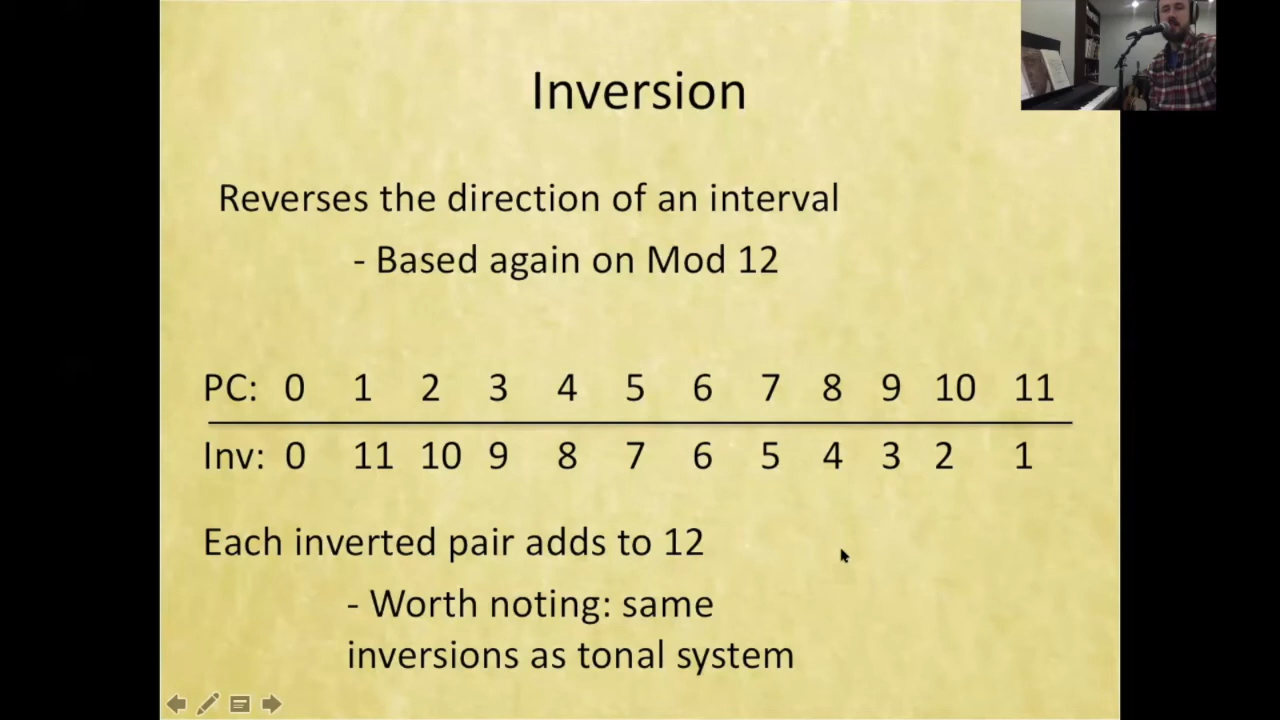 Inversion
Reverses the direction of an interval
- Based again on Mod 12
PC: 0 1 2 3 4 5 6 7 8 9 10 11
Inv: 0 11 10 9 8 7 6 5 4 3 2 1
Each inverted pair adds to 12
- Worth noting: same
inversions as tonal system